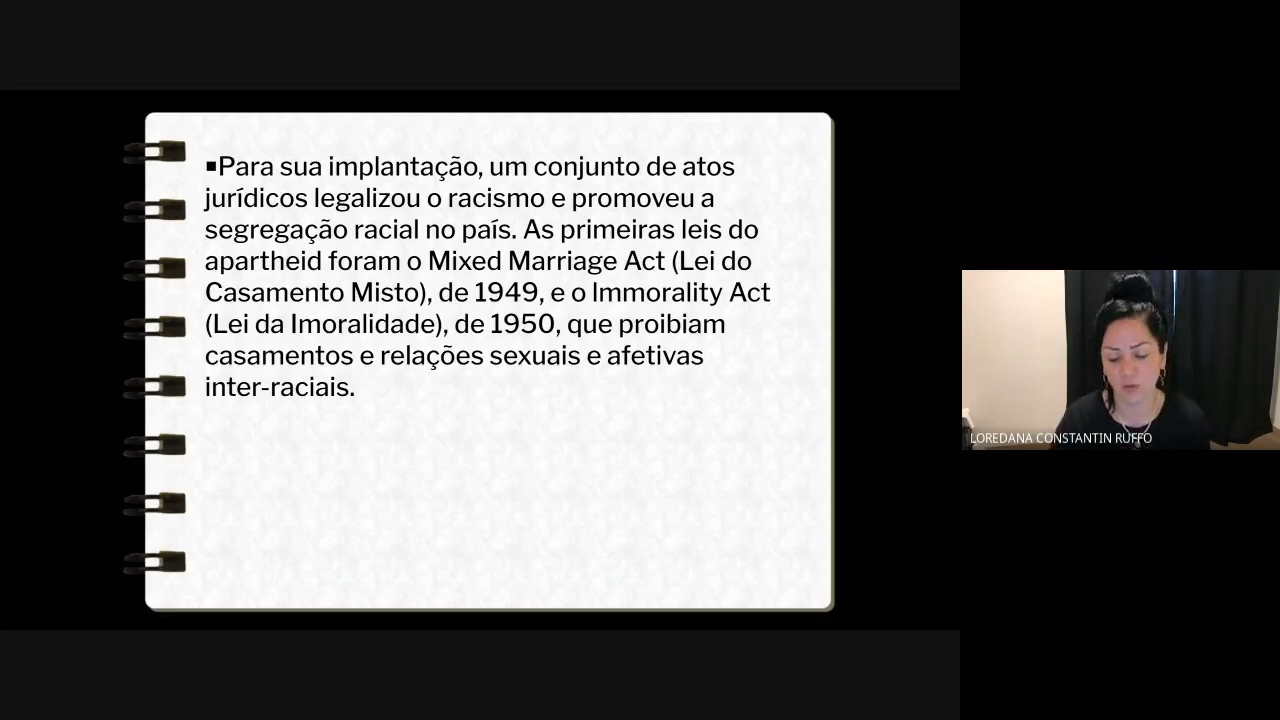 ▪Para sua implantação, um conjunto de atos
jurídicos legalizou o racismo e promoveu a
segregação racial no país. As primeiras leis do
apartheid foram o Mixed Marriage Act (Lei do
Casamento Misto), de 1949, e o Immorality Act
(Lei da Imoralidade), de 1950, que proibiam
casamentos e relações sexuais e afetivas
inter-raciais.
LOREDANA CONSTANTIN RUFFO